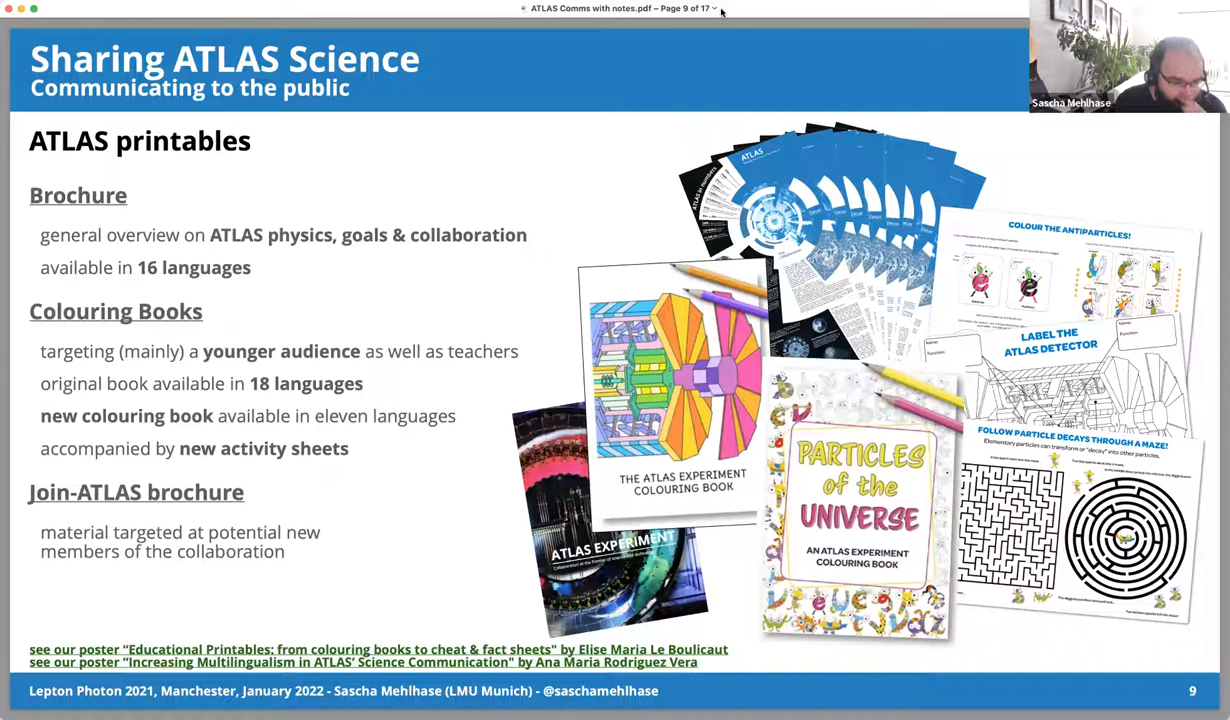 ATLAS Comms with notes.pdf – Page 9 of 17
Sascha Mehlhase
Sharing ATLAS Science
Communicating to the public
ATLAS printables
Brochure
general overview on ATLAS physics, goals & collaboration
available in 16 languages
Colouring Books
targeting (mainly) a younger audience as well as teachers
original book available in 18 languages
new colouring book available in eleven languages
accompanied by new activity sheets
Join-ATLAS brochure
material targeted at potential new
members of the collaboration
ATLAS in numbers
ATLAS
COLOUR THE ANTIPARTICLES!
LABEL THE
ATLAS DETECTOR
Name:
Function:
Name:
Function:
FOLLOW PARTICLE DECAYS THROUGH A MAZE!
Elementary particles can transform or "decay" into other particles.
THE ATLAS EXPERIMENT
COLOURING BOOK
PARTICLES
of the
UNIVERSE
AN ATLAS EXPERIMENT
COLOURING BOOK
ATLAS EXPERIMENT
see our poster “Educational Printables: from colouring books to cheat & fact sheets" by Elise Maria Le Boulicaut
see our poster “Increasing Multilingualism in ATLAS’ Science Communication" by Ana Maria Rodriguez Vera
Lepton Photon 2021, Manchester, January 2022 - Sascha Mehlhase (LMU Munich) - @saschamehlhase
9